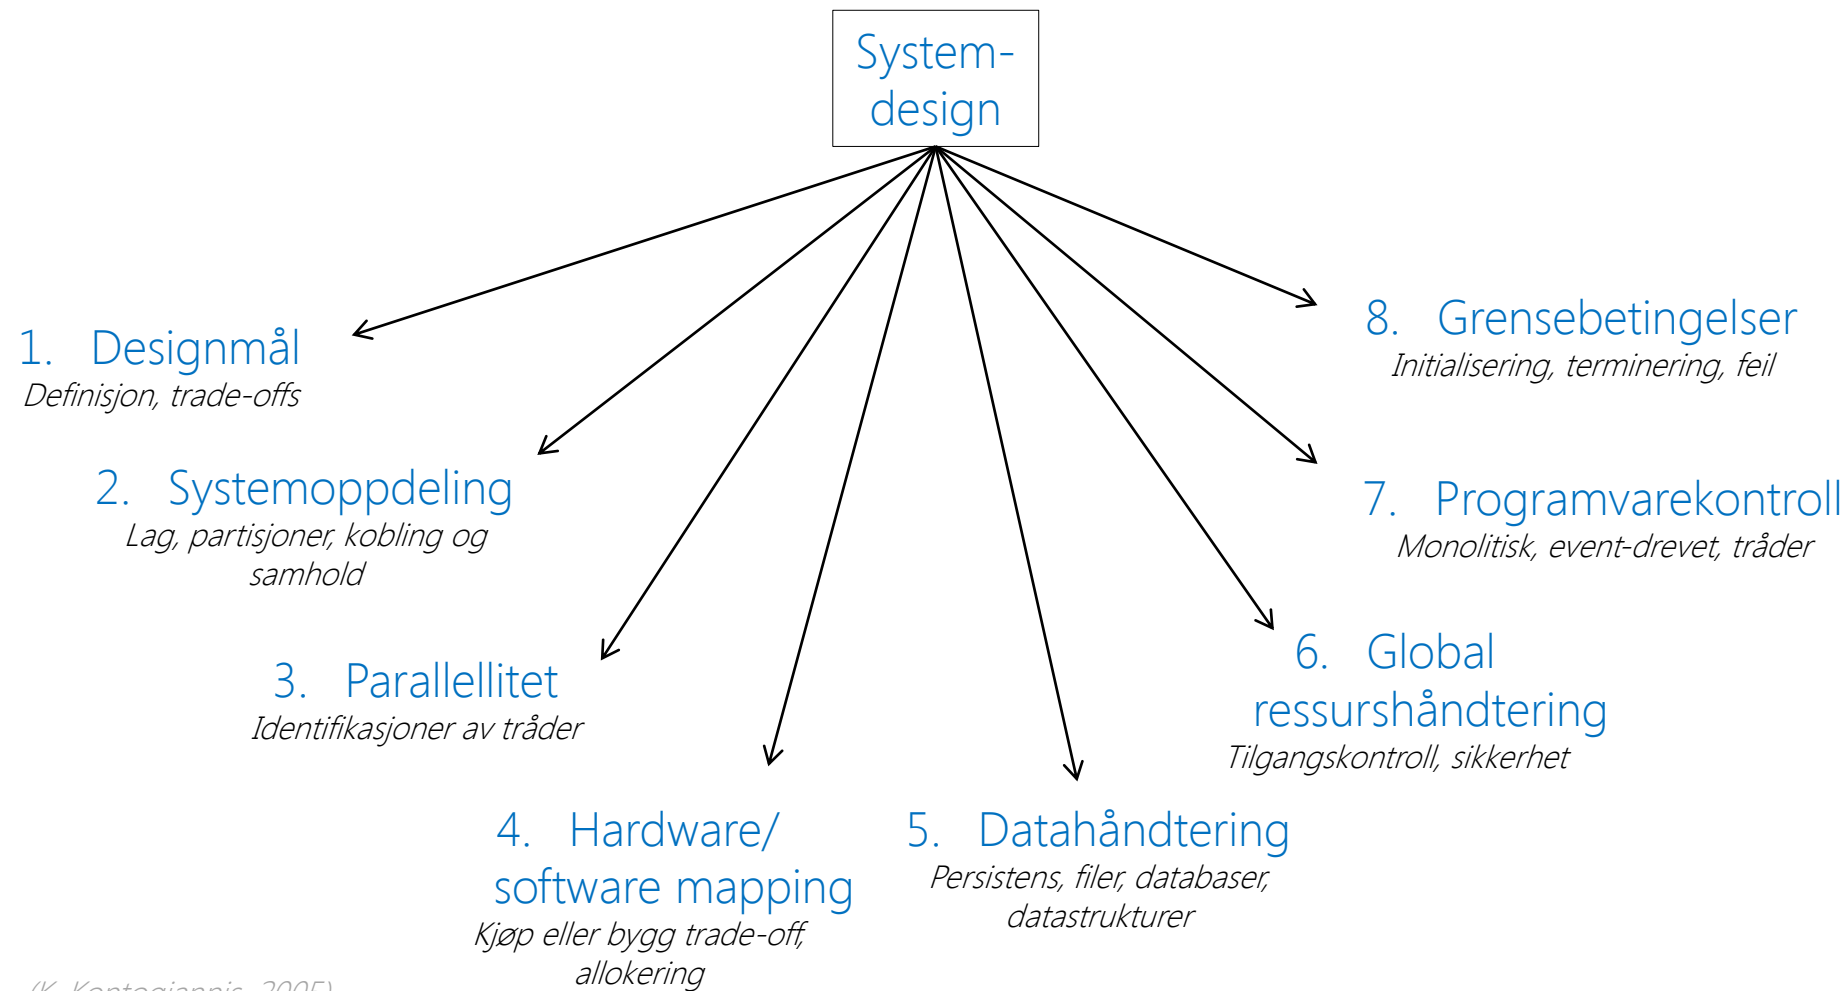 System-
design
1. Designmål
Definisjon, trade-offs
2. Systemoppdeling
Lag, partisjoner, kobling og
samhold
3. Parallellitet
Identifikasjoner av tråder
4. Hardware/
software mapping
Kjøp eller bygg trade-off,
allokering
5. Datahåndtering
Persistens, filer, databaser,
datastrukturer
6. Global
ressurshåndtering
Tilgangskontroll, sikkerhet
7. Programvarekontroll
Monolitisk, event-drevet, tråder
8. Grensebetingelser
Initialisering, terminering, feil
(K. Kontogiannis, 2005)